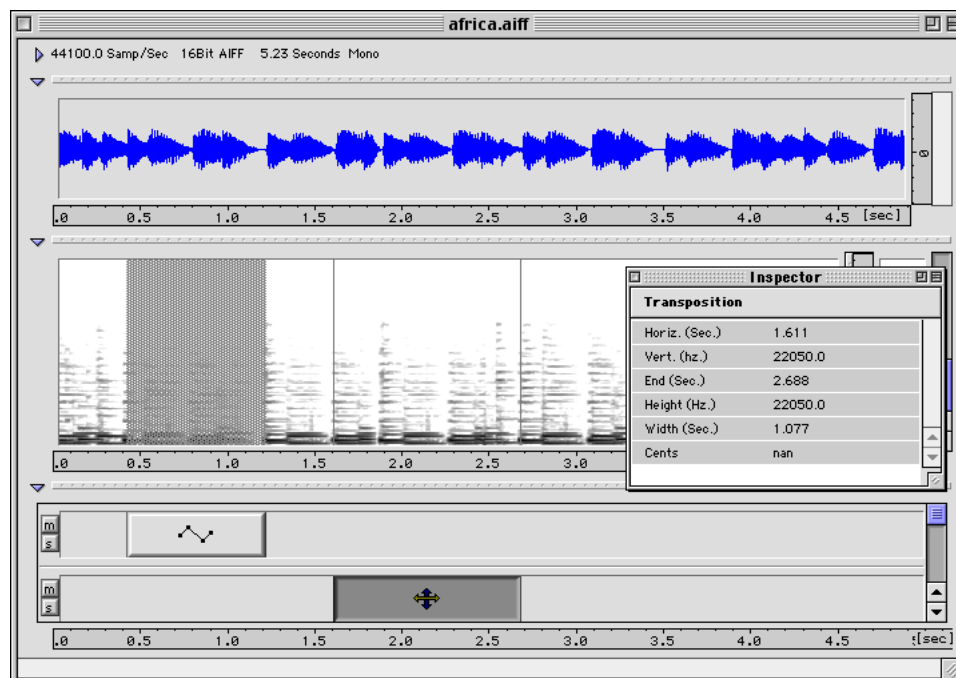 africa.aiff
44100.0 Samp/Sec 16Bit AIFF 5.23 Seconds Mono
0
.0 0.5 1.0 1.5 2.0 2.5 3.0 3.5 4.0 4.5 [sec]
Inspector
Transposition
Horiz. (Sec.) 1.611
Vert. (hz.) 22050.0
End (Sec.) 2.688
Height (Hz.) 22050.0
Width (Sec.) 1.077
Cents nan
.0 0.5 1.0 1.5 2.0 2.5 3.0
m
s
m
s
.0 0.5 1.0 1.5 2.0 2.5 3.0 3.5 4.0 4.5 [sec]